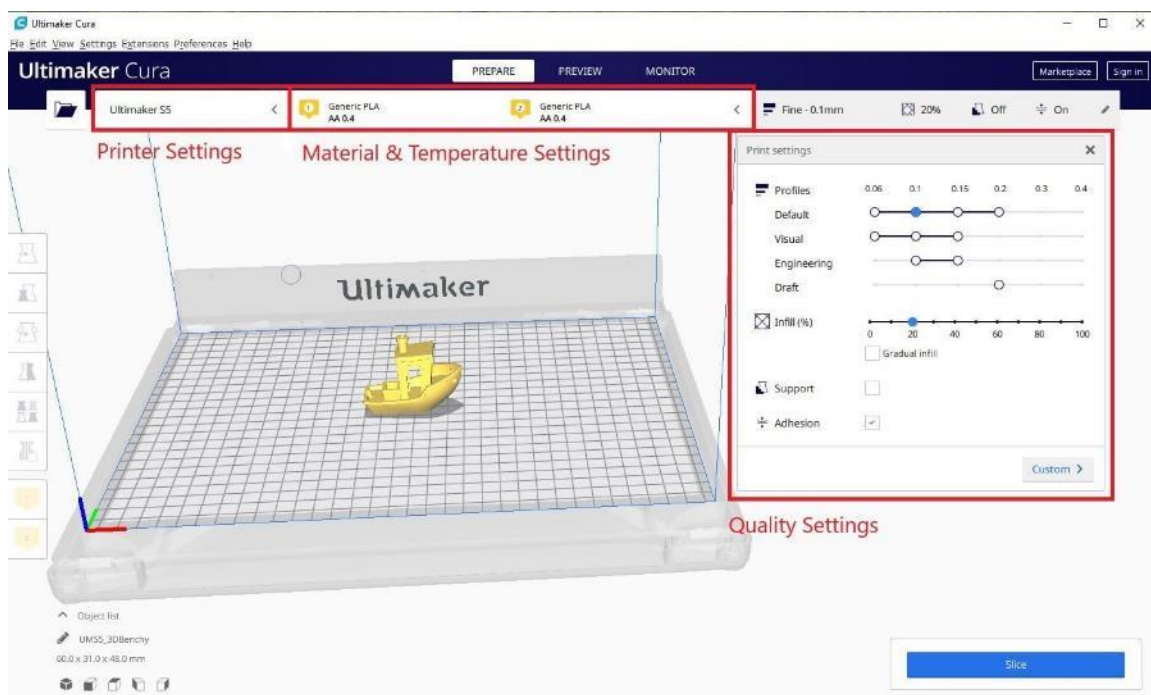 Ultimaker Cura
File Edit View Settings Extensions Preferences Help
Ultimaker Cura
PREPARE PREVIEW MONITOR
Marketplace Sign in
Ultimaker S5
1 Generic PLA
AA 0.4
2 Generic PLA
AA 0.4
Fine - 0.1mm 20% Off On
Printer Settings
Material & Temperature Settings
Print settings
Profiles 0.06 0.1 0.15 0.2 0.3 0.4
Default
Visual
Engineering
Draft
Infill (%)
0 20 40 60 80 100
Gradual infill
Support
Adhesion
Custom
Quality Settings
Ultimaker
Object list
UMS5_3DBenchy
60.0 x 31.0 x 48.0 mm
Slice